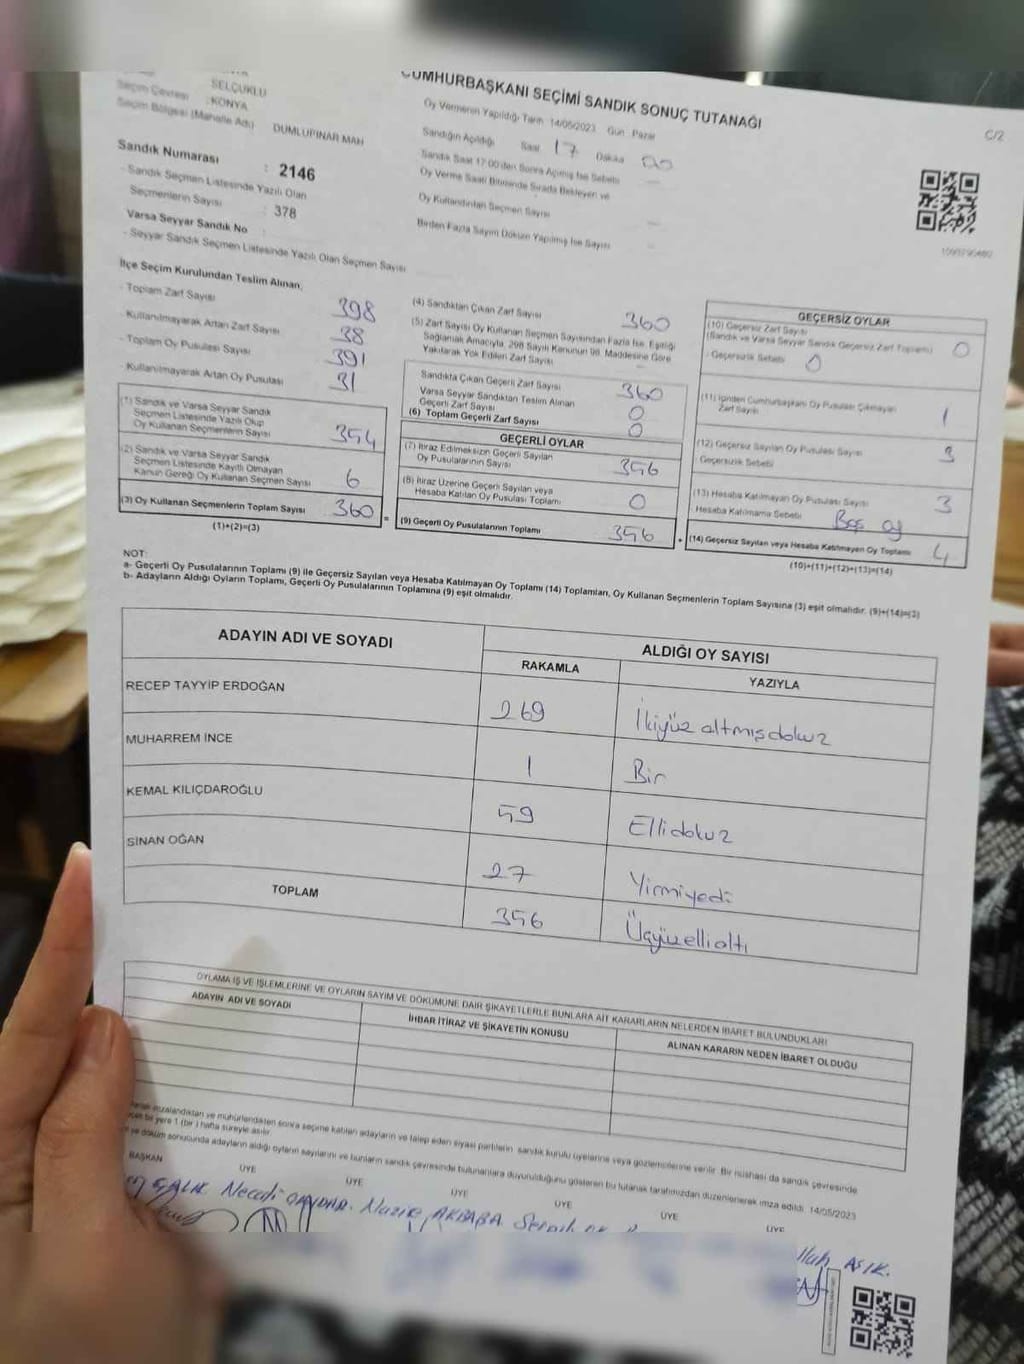 CUMHURBAŞKANI SEÇİMİ SANDIK SONUÇ TUTANAĞI
C/2
SELÇUKLU
Seçim Çevresi : KONYA
Seçim Bölgesi (Mahalle Adı) DUMLUPINAR MAH
Sandık Numarası : 2146
- Sandık Seçmen Listesinde Yazılı Olan
Seçmenlerin Sayısı : 378
Varsa Seyyar Sandık No
- Seyyar Sandık Seçmen Listesinde Yazılı Olan Seçmen Sayısı
Oy Vermenin Yapıldığı Tarih 14/05/2023 Gün Pazar
Sandığın Açıldığı Saat 17 Dakika 00
Sandık Saat 17:00'den Sonra Açılmış İse Sebebi
Oy Verme Saati Bitiminde Sırada Bekleyen ve
Oy Kullandırılan Seçmen Sayısı
Birden Fazla Sayım Döküm Yapılmış İse Sayısı
İlçe Seçim Kurulundan Teslim Alınan;
- Toplam Zarf Sayısı 398
- Kullanılmayarak Artan Zarf Sayısı 38
- Toplam Oy Pusulası Sayısı 391
- Kullanılmayarak Artan Oy Pusulası 31
(1) Sandık ve Varsa Seyyar Sandık
Seçmen Listesinde Yazılı Olup
Oy Kullanan Seçmenlerin Sayısı 354
(2) Sandık ve Varsa Seyyar Sandık
Seçmen Listesinde Kayıtlı Olmayan
Kanun Gereği Oy Kullanan Seçmen Sayısı 6
(3) Oy Kullanan Seçmenlerin Toplam Sayısı 360
(1)+(2)=(3)
=
(4) Sandıktan Çıkan Zarf Sayısı 360
(5) Zarf Sayısı Oy Kullanan Seçmen Sayısından Fazla İse, Eşitliği
Sağlamak Amacıyla, 298 Sayılı Kanunun 98. Maddesine Göre
Yakılarak Yok Edilen Zarf Sayısı
Sandıkta Çıkan Geçerli Zarf Sayısı 360
Varsa Seyyar Sandıktan Teslim Alınan
Geçerli Zarf Sayısı 0
(6) Toplam Geçerli Zarf Sayısı 0
GEÇERLİ OYLAR
(7) İtiraz Edilmeksizin Geçerli Sayılan
Oy Pusulalarının Sayısı 356
(8) İtiraz Üzerine Geçerli Sayılan veya
Hesaba Katılan Oy Pusulası Toplamı 0
(9) Geçerli Oy Pusulalarının Toplamı 356
+
GEÇERSİZ OYLAR
(10) Geçersiz Zarf Sayısı
(Sandık ve Varsa Seyyar Sandık Geçersiz Zarf Toplamı) 0
- Geçersizlik Sebebi 0
(11) İçinden Cumhurbaşkanı Oy Pusulası Çıkmayan
Zarf Sayısı 1
(12) Geçersiz Sayılan Oy Pusulası Sayısı
- Geçersizlik Sebebi
(13) Hesaba Katılmayan Oy Pusulası Sayısı 3
Hesaba Katılmama Sebebi Boş oy
(14) Geçersiz Sayılan veya Hesaba Katılmayan Oy Toplamı 4
(10)+(11)+(12)+(13)=(14)
NOT:
a- Geçerli Oy Pusulalarının Toplamı (9) ile Geçersiz Sayılan veya Hesaba Katılmayan Oy Toplamı (14) Toplamları, Oy Kullanan Seçmenlerin Toplam Sayısına (3) eşit olmalıdır. (9)+(14)=(3)
b- Adayların Aldığı Oyların Toplamı, Geçerli Oy Pusulalarının Toplamına (9) eşit olmalıdır.
ADAYIN ADI VE SOYADI
ALDIĞI OY SAYISI
RAKAMLA YAZIYLA
RECEP TAYYİP ERDOĞAN 269 İkiyüz altmışdokuz
MUHARREM İNCE 1 Bir
KEMAL KILIÇDAROĞLU 59 Ellidokuz
SİNAN OĞAN 27 Yirmiyedi
TOPLAM 356 Üçyüzellialtı
OYLAMA İŞ VE İŞLEMLERİNE VE OYLARIN SAYIM VE DÖKÜMÜNE DAİR ŞİKAYETLERLE BUNLARA AİT KARARLARIN NELERDEN İBARET BULUNDUKLARI
ADAYIN ADI VE SOYADI İHBAR İTİRAZ VE ŞİKAYETİN KONUSU ALINAN KARARIN NEDEN İBARET OLDUĞU
imzalandıktan ve mühürlendikten sonra seçime katılan adayların ve talep eden siyasi partilerin sandık kurulu üyelerine veya gözlemcilerine verilir. Bir nüshası da sandık çevresinde
bir yere 1 (bir) hafta süreyle asılır.
ve döküm sonucunda adayların aldığı oyların sayılarını ve bunların sandık çevresinde bulunanlara duyurulduğunu gösteren bu tutanak tarafımızdan düzenlenerek imza edildi. 14/05/2023
BAŞKAN ÜYE ÜYE ÜYE ÜYE ÜYE ÜYE
Necati Nazire AKBABA AŞIK